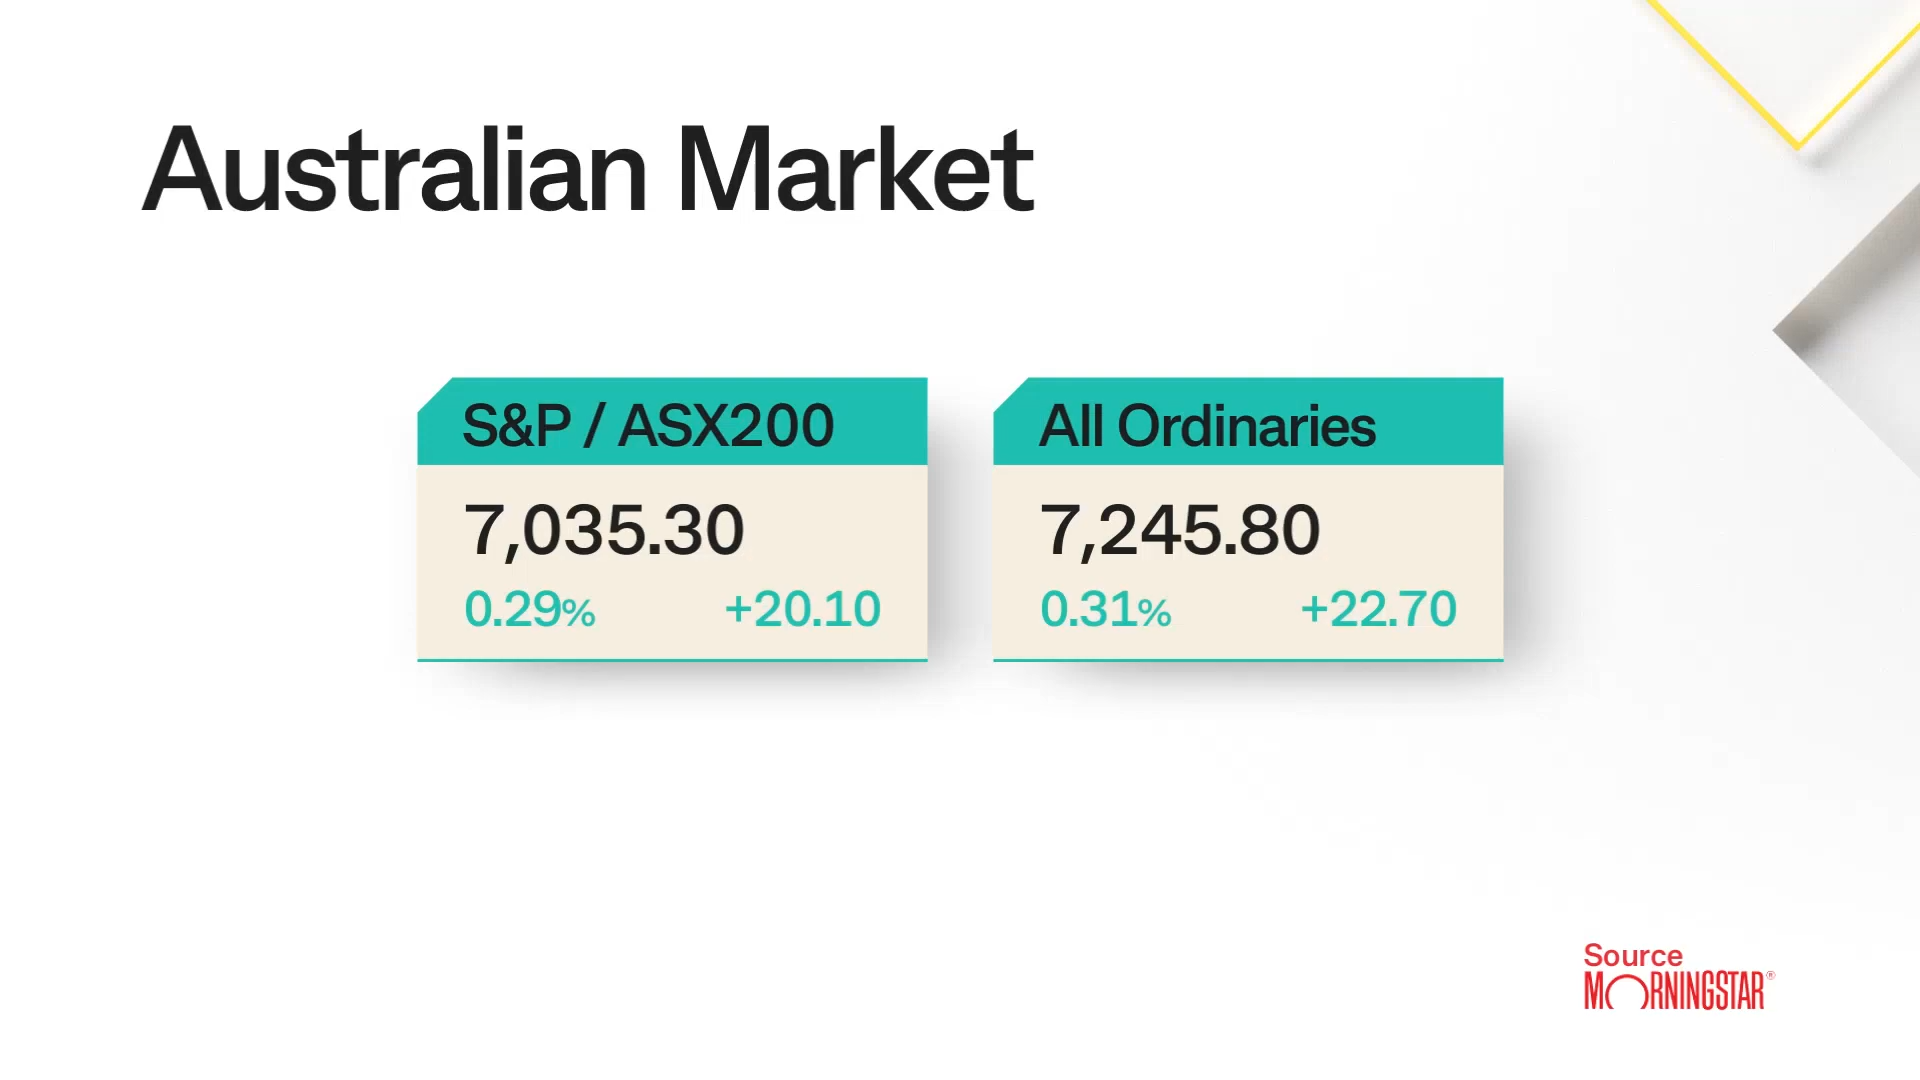 Australian Market
S&P / ASX200
7,035.30
0.29% +20.10
All Ordinaries
7,245.80
0.31% +22.70
Source
MORNINGSTAR®